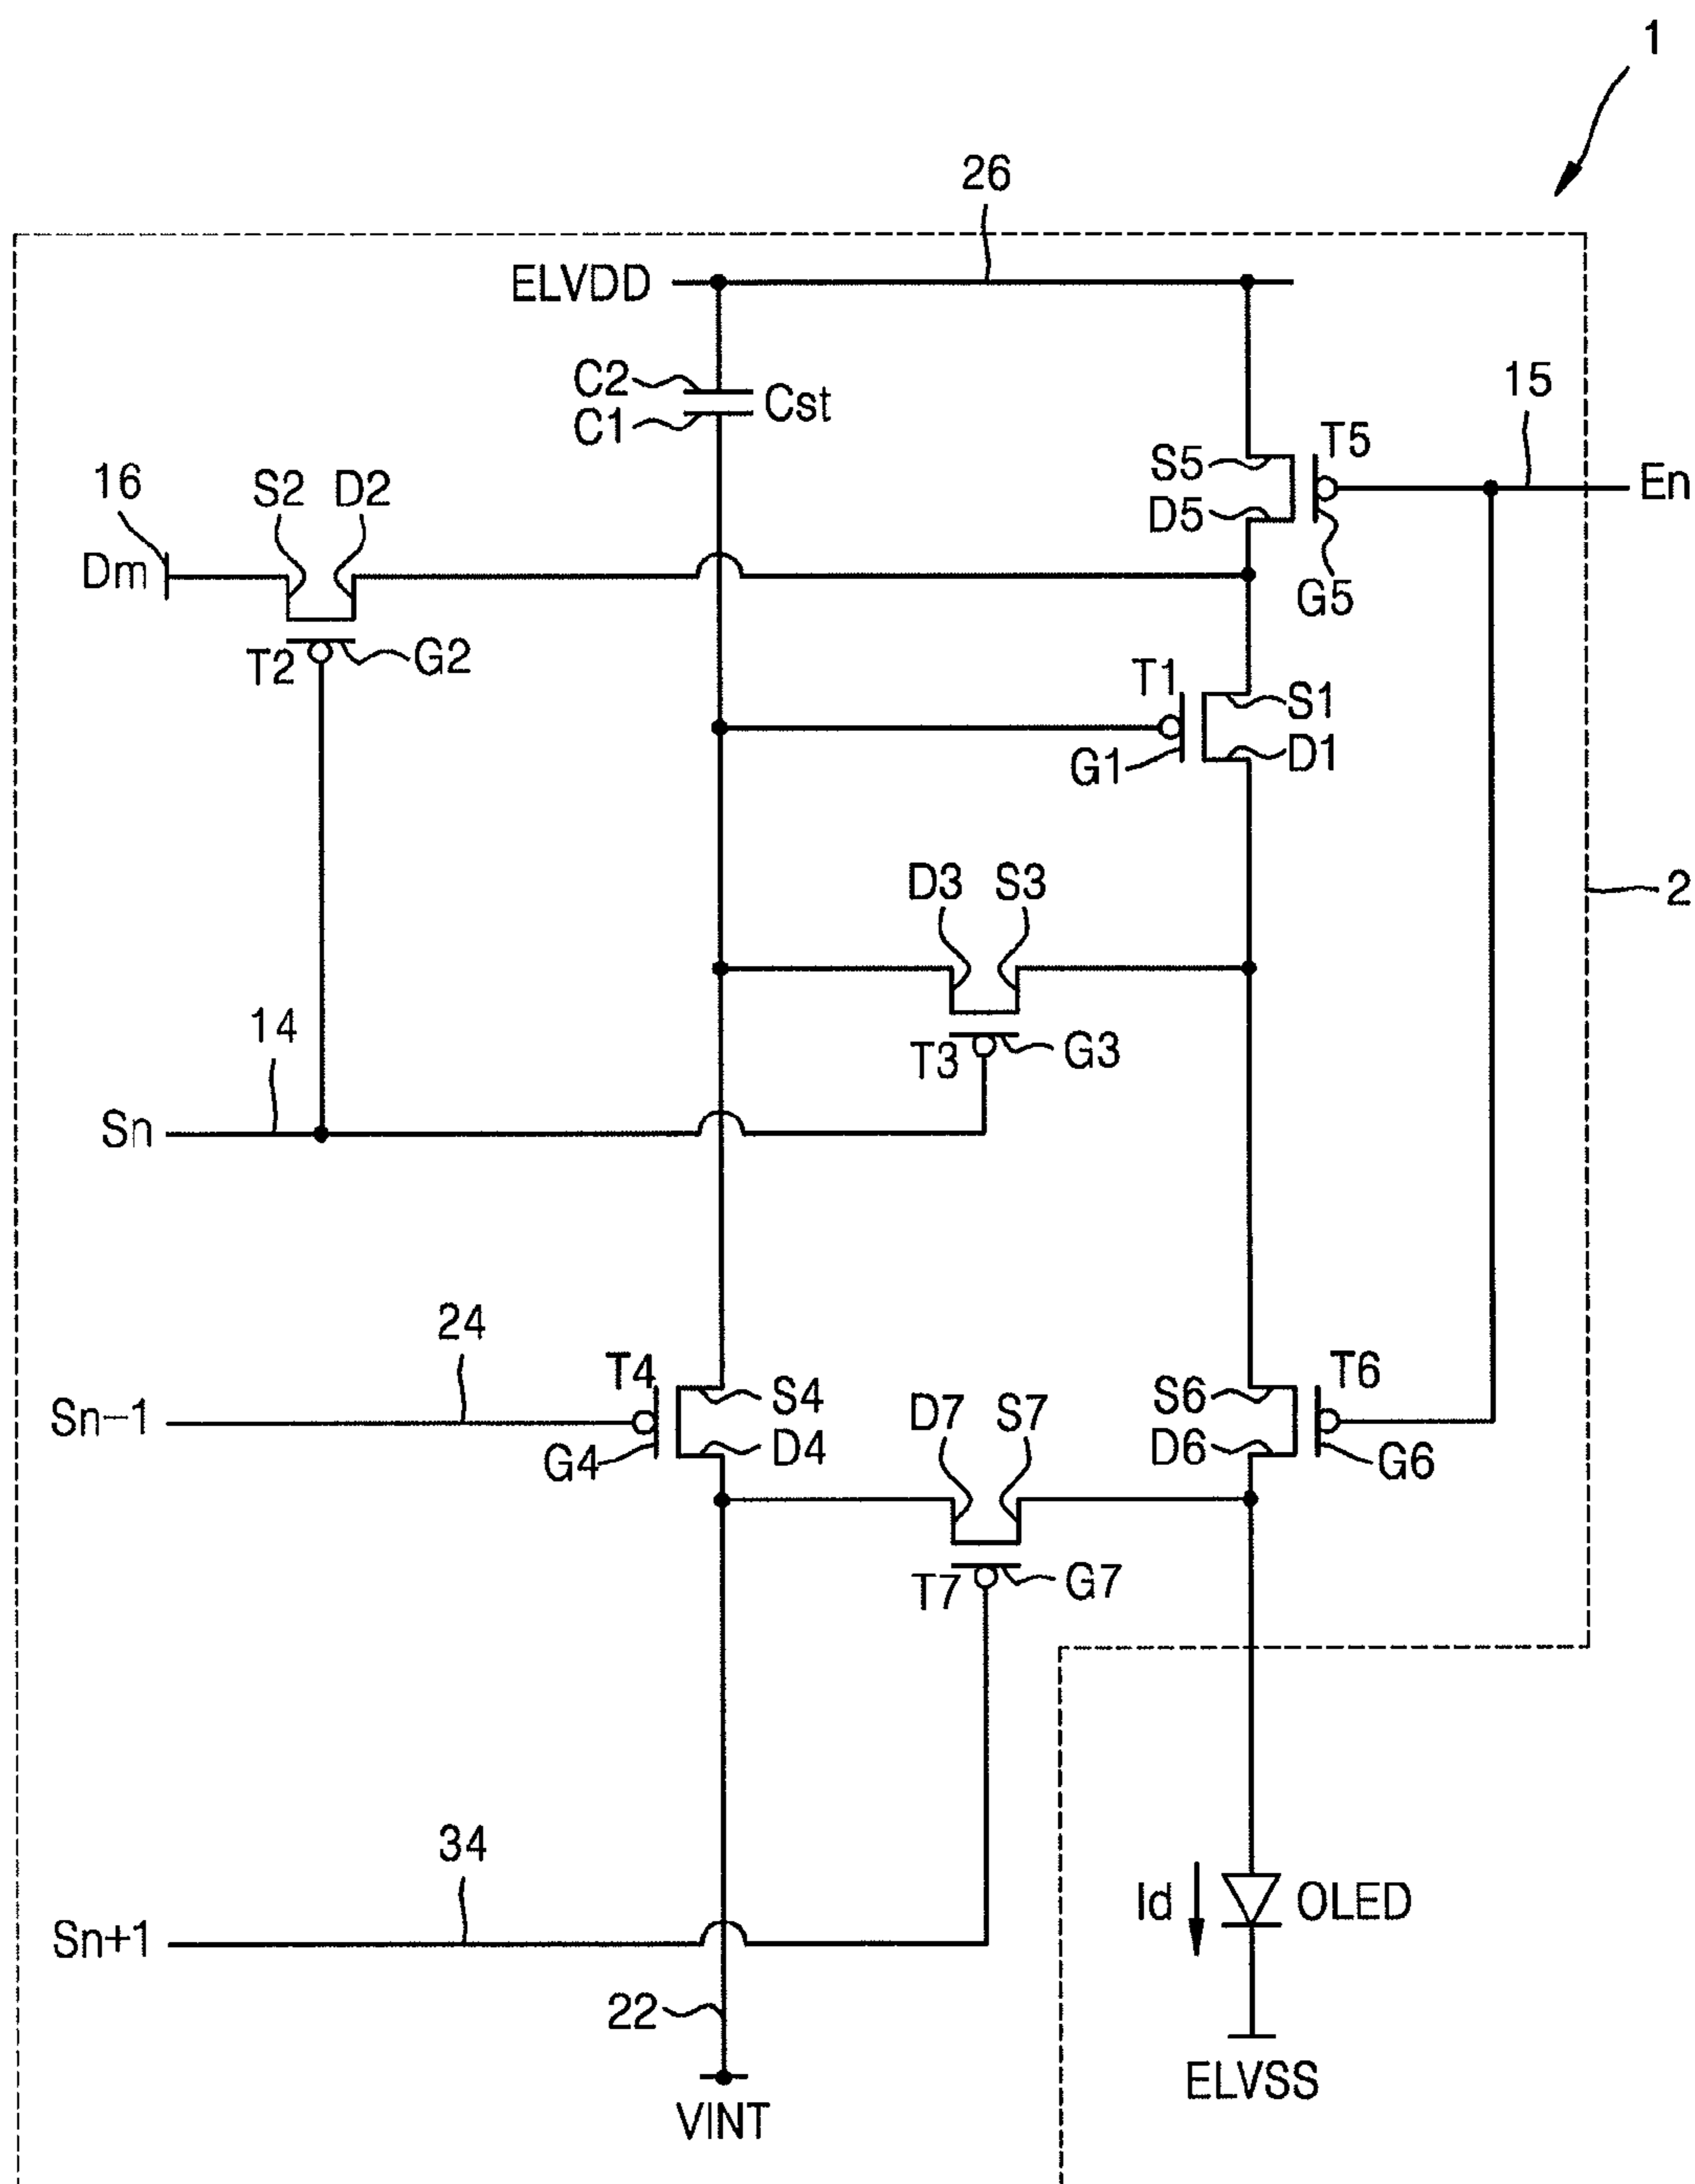 1
26
ELVDD
C2
C1
Cst
15
T5
S5
D5
En
G5
16
S2 D2
Dm
T2
G2
T1
S1
G1
D1
2
D3 S3
14
T3
G3
Sn
24
T4
S4
D7 S7
S6
T6
Sn-1
G4
D4
D6
G6
T7
G7
34
Id
OLED
Sn+1
22
ELVSS
VINT